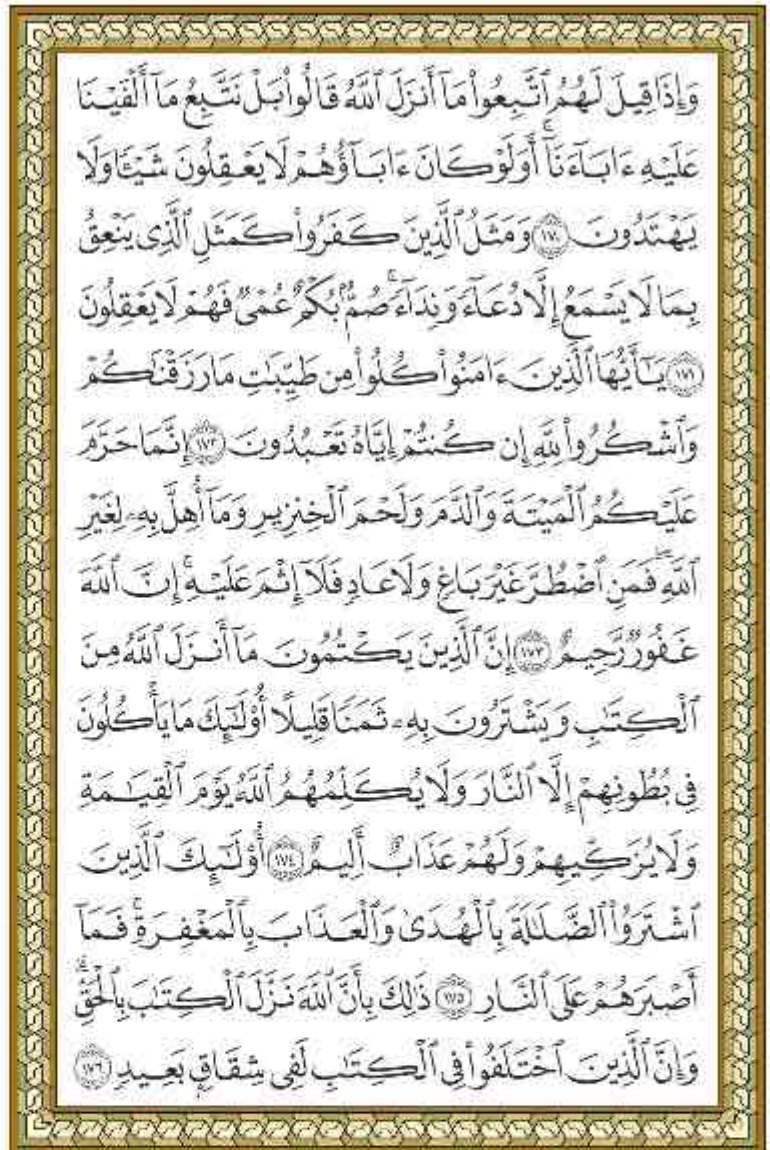 وَإِذَا قِيلَ لَهُمُ ٱتَّبِعُوا۟ مَآ أَنزَلَ ٱللَّهُ قَالُوا۟ بَلْ نَتَّبِعُ مَآ أَلْفَيْنَا
عَلَيْهِ ءَابَآءَنَآ ۗ أَوَلَوْ كَانَ ءَابَآؤُهُمْ لَا يَعْقِلُونَ شَيْـًٔا وَلَا
يَهْتَدُونَ ١٧٠ وَمَثَلُ ٱلَّذِينَ كَفَرُوا۟ كَمَثَلِ ٱلَّذِى يَنْعِقُ
بِمَا لَا يَسْمَعُ إِلَّا دُعَآءً وَنِدَآءً ۚ صُمٌّۢ بُكْمٌ عُمْىٌ فَهُمْ لَا يَعْقِلُونَ
١٧١ يَـٰٓأَيُّهَا ٱلَّذِينَ ءَامَنُوا۟ كُلُوا۟ مِن طَيِّبَـٰتِ مَا رَزَقْنَـٰكُمْ
وَٱشْكُرُوا۟ لِلَّهِ إِن كُنتُمْ إِيَّاهُ تَعْبُدُونَ ١٧٢ إِنَّمَا حَرَّمَ
عَلَيْكُمُ ٱلْمَيْتَةَ وَٱلدَّمَ وَلَحْمَ ٱلْخِنزِيرِ وَمَآ أُهِلَّ بِهِۦ لِغَيْرِ
ٱللَّهِ ۖ فَمَنِ ٱضْطُرَّ غَيْرَ بَاغٍ وَلَا عَادٍ فَلَآ إِثْمَ عَلَيْهِ ۚ إِنَّ ٱللَّهَ
غَفُورٌ رَّحِيمٌ ١٧٣ إِنَّ ٱلَّذِينَ يَكْتُمُونَ مَآ أَنزَلَ ٱللَّهُ مِنَ
ٱلْكِتَـٰبِ وَيَشْتَرُونَ بِهِۦ ثَمَنًا قَلِيلًا أُو۟لَـٰٓئِكَ مَا يَأْكُلُونَ
فِى بُطُونِهِمْ إِلَّا ٱلنَّارَ وَلَا يُكَلِّمُهُمُ ٱللَّهُ يَوْمَ ٱلْقِيَـٰمَةِ
وَلَا يُزَكِّيهِمْ وَلَهُمْ عَذَابٌ أَلِيمٌ ١٧٤ أُو۟لَـٰٓئِكَ ٱلَّذِينَ
ٱشْتَرَوُا۟ ٱلضَّلَـٰلَةَ بِٱلْهُدَىٰ وَٱلْعَذَابَ بِٱلْمَغْفِرَةِ ۚ فَمَآ
أَصْبَرَهُمْ عَلَى ٱلنَّارِ ١٧٥ ذَٰلِكَ بِأَنَّ ٱللَّهَ نَزَّلَ ٱلْكِتَـٰبَ بِٱلْحَقِّ ۗ
وَإِنَّ ٱلَّذِينَ ٱخْتَلَفُوا۟ فِى ٱلْكِتَـٰبِ لَفِى شِقَاقٍۭ بَعِيدٍ ١٧٦